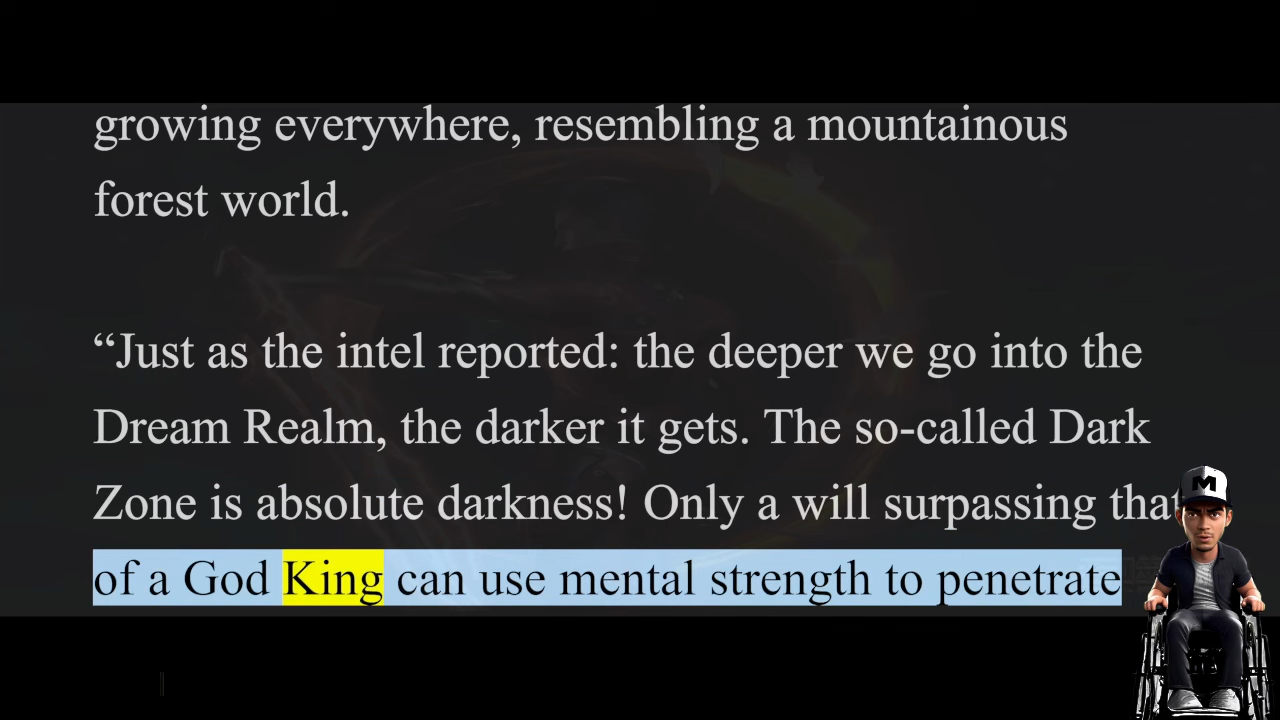 growing everywhere, resembling a mountainous
forest world.
“Just as the intel reported: the deeper we go into the
Dream Realm, the darker it gets. The so-called Dark
Zone is absolute darkness! Only a will surpassing that
of a God King can use mental strength to penetrate
M